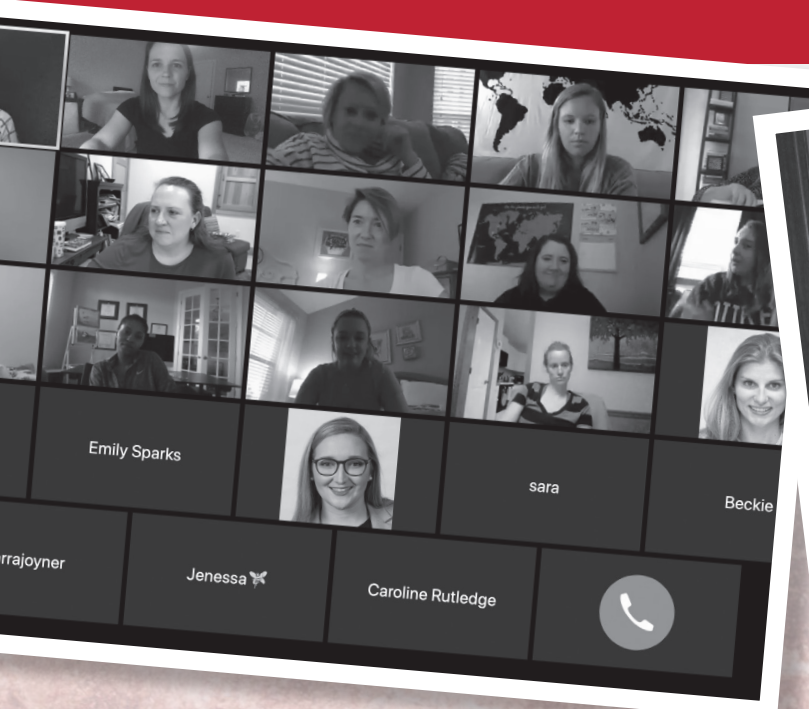 Emily Sparks
sara
Beckie
rrajoyner
Jenessa
Caroline Rutledge